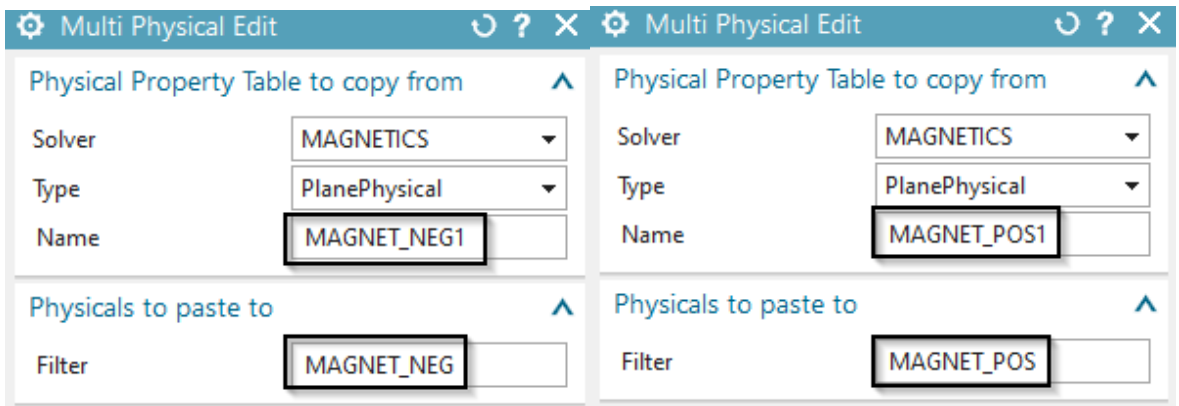 Multi Physical Edit ?
Physical Property Table to copy from
Solver MAGNETICS
Type PlanePhysical
Name MAGNET_NEG1
Physicals to paste to
Filter MAGNET_NEG
Multi Physical Edit ?
Physical Property Table to copy from
Solver MAGNETICS
Type PlanePhysical
Name MAGNET_POS1
Physicals to paste to
Filter MAGNET_POS